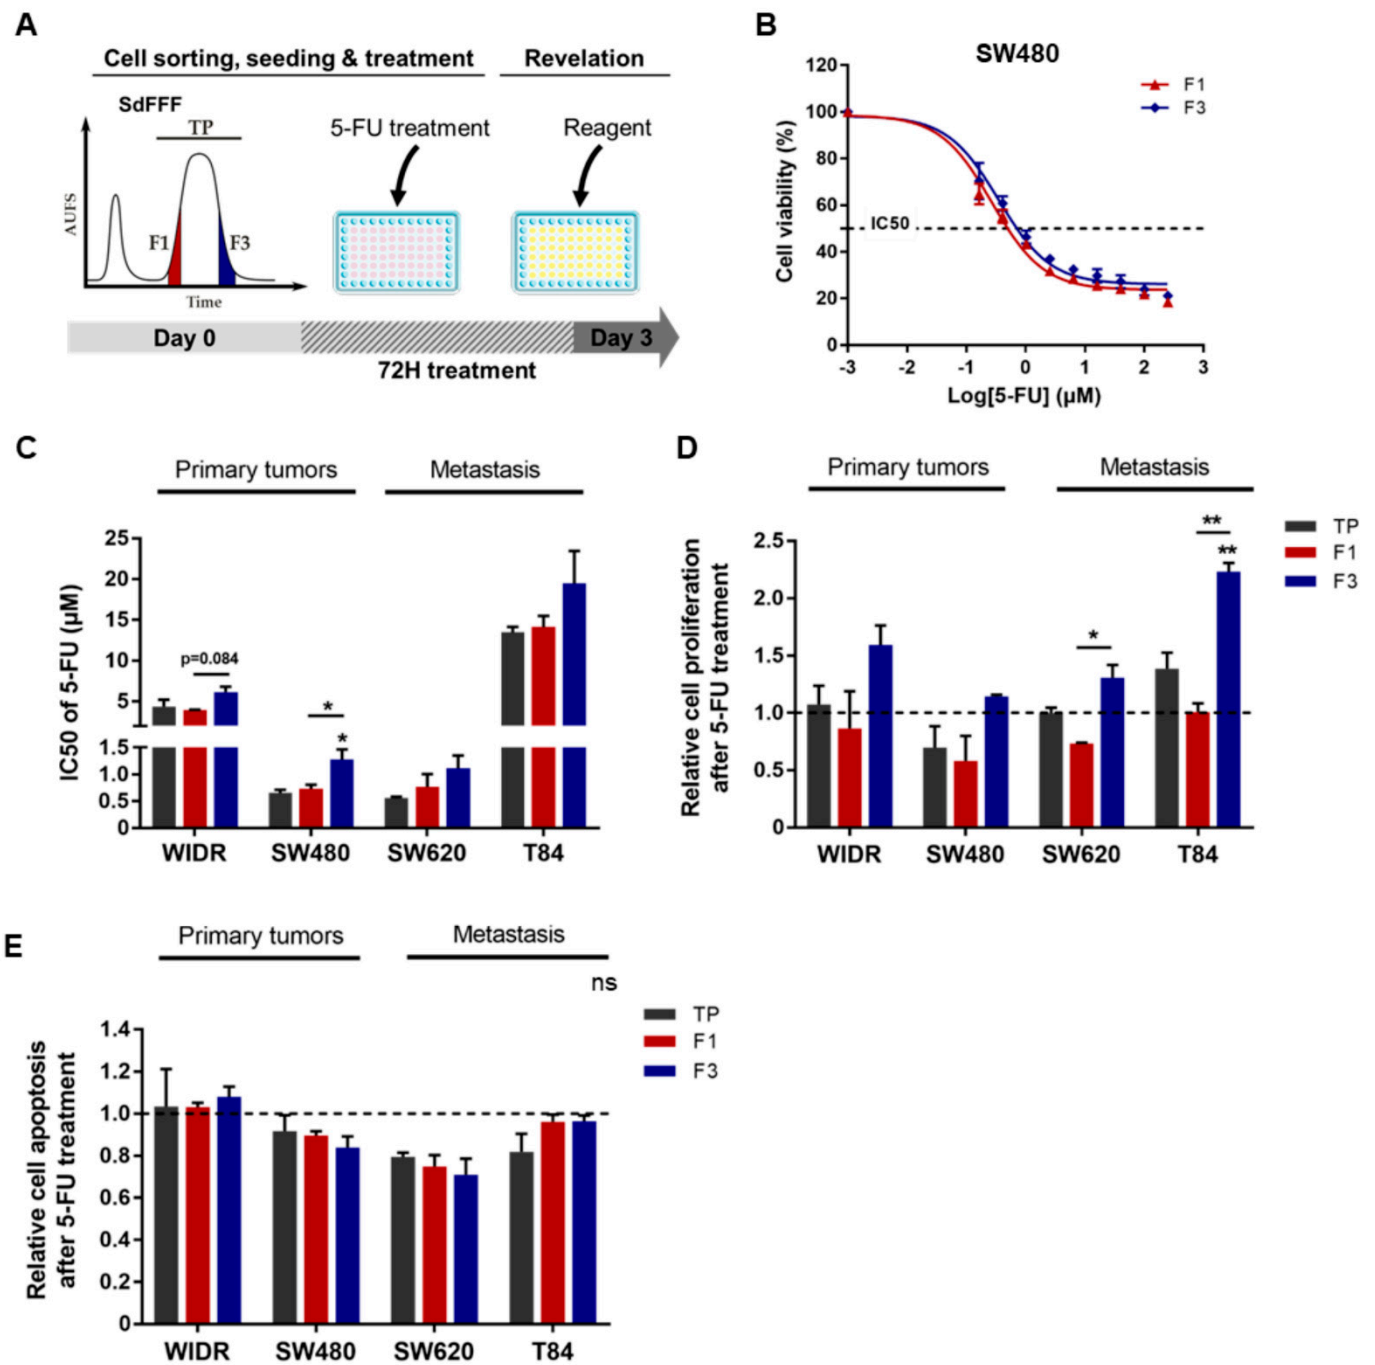 A
Cell sorting, seeding & treatment
Revelation
SdFFF
TP
5-FU treatment
Reagent
AUFS
F1
F3
Time
Day 0
Day 3
72H treatment
B
SW480
F1
F3
Cell viability (%)
120
100
80
60
40
20
0
IC50
-3 -2 -1 0 1 2 3
Log[5-FU] (µM)
C
Primary tumors
Metastasis
IC50 of 5-FU (µM)
25
20
15
10
5
1.5
1.0
0.5
0
p=0.084
*
*
WIDR SW480 SW620 T84
D
Primary tumors
Metastasis
TP
F1
F3
Relative cell proliferation
after 5-FU treatment
2.5
2.0
1.5
1.0
0.5
0
*
**
**
WIDR SW480 SW620 T84
E
Primary tumors
Metastasis
ns
TP
F1
F3
Relative cell apoptosis
after 5-FU treatment
1.4
1.2
1.0
0.8
0.6
0.4
0.2
0
WIDR SW480 SW620 T84